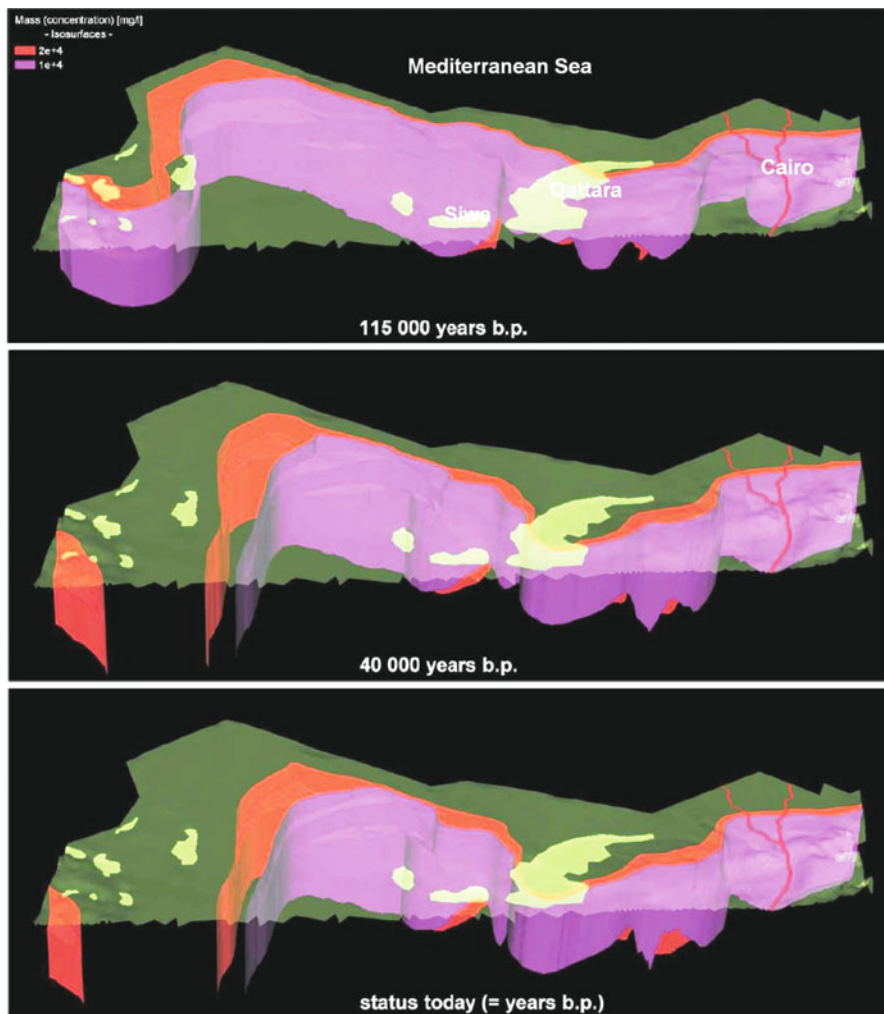 Mass (concentration) [mg/l]
- Isosurfaces -
2e+4
1e+4
Mediterranean Sea
Cairo
Qattara
Siwa
115 000 years b.p.
40 000 years b.p.
status today (= years b.p.)